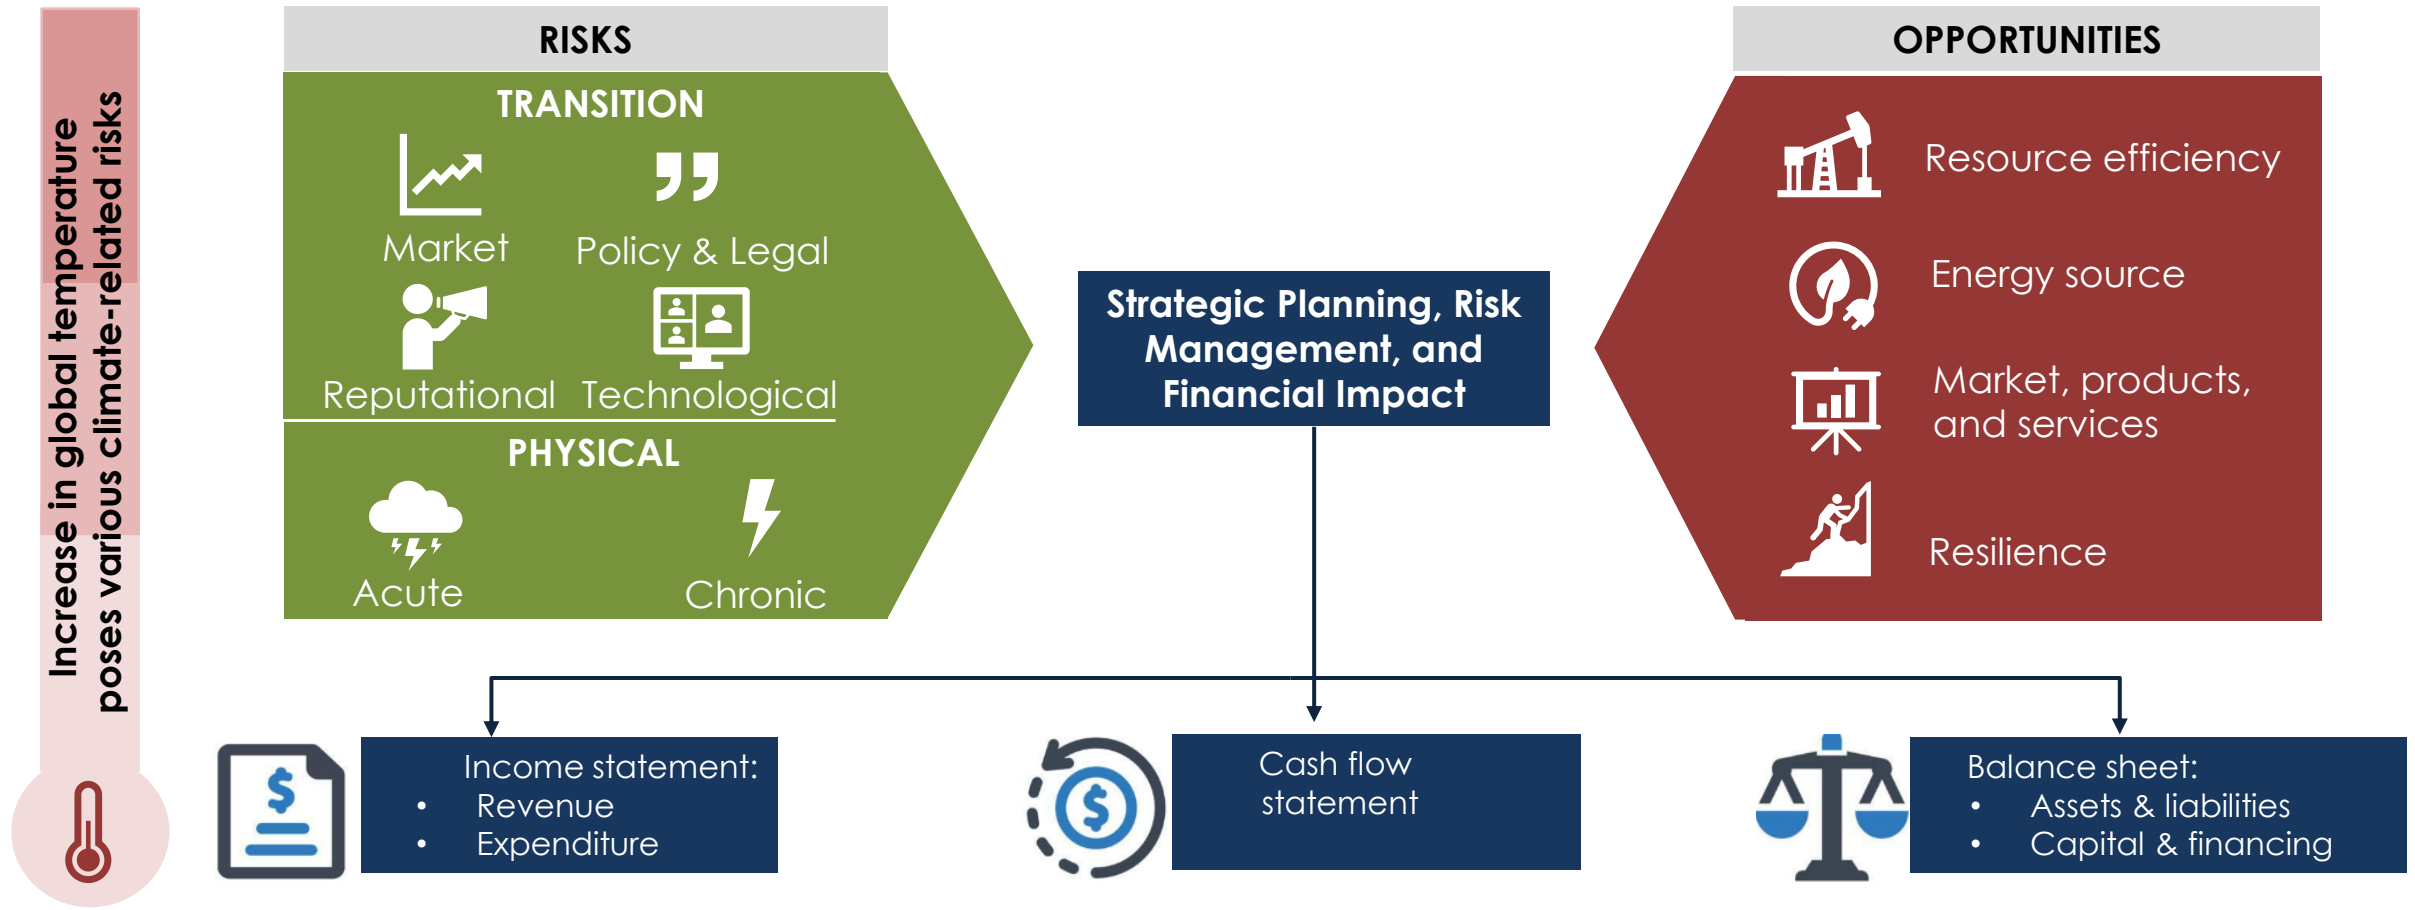 Increase in global temperature
poses various climate-related risks
RISKS
TRANSITION
Market
Policy & Legal
Reputational
Technological
PHYSICAL
Acute
Chronic
Strategic Planning, Risk
Management, and
Financial Impact
OPPORTUNITIES
Resource efficiency
Energy source
Market, products,
and services
Resilience
Income statement:
• Revenue
• Expenditure
Cash flow
statement
Balance sheet:
• Assets & liabilities
• Capital & financing